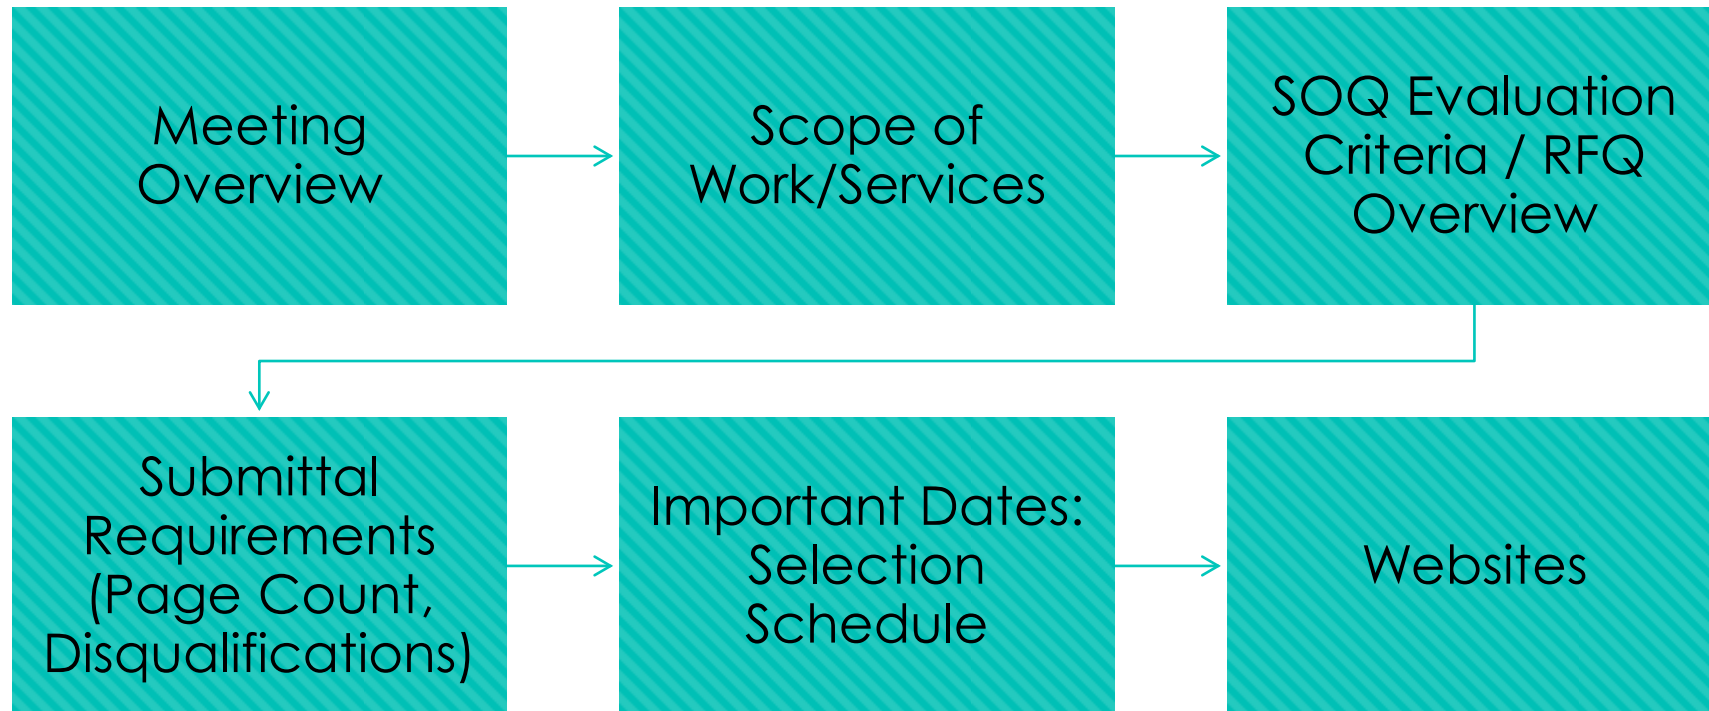 Meeting
Overview
Scope of
Work/Services
SOQ Evaluation
Criteria / RFQ
Overview
Submittal
Requirements
(Page Count,
Disqualifications)
Important Dates:
Selection
Schedule
Websites